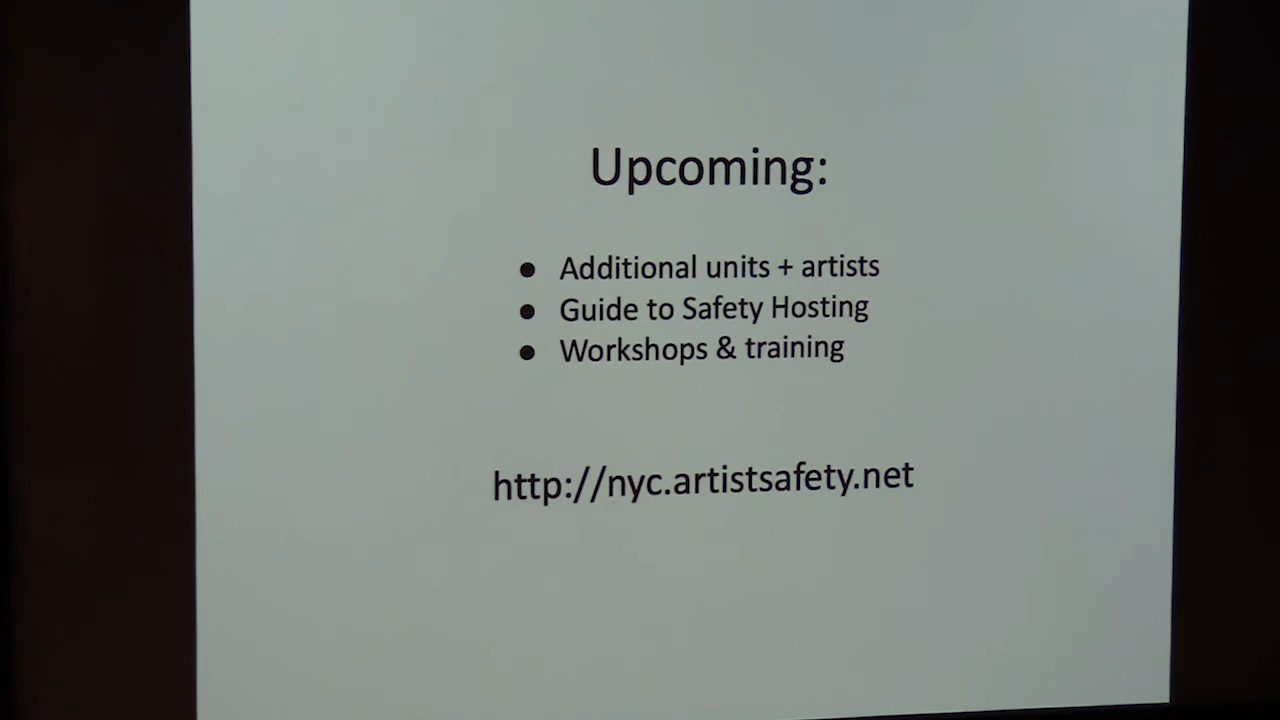 Upcoming:
● Additional units + artists
● Guide to Safety Hosting
● Workshops & training
http://nyc.artistsafety.net